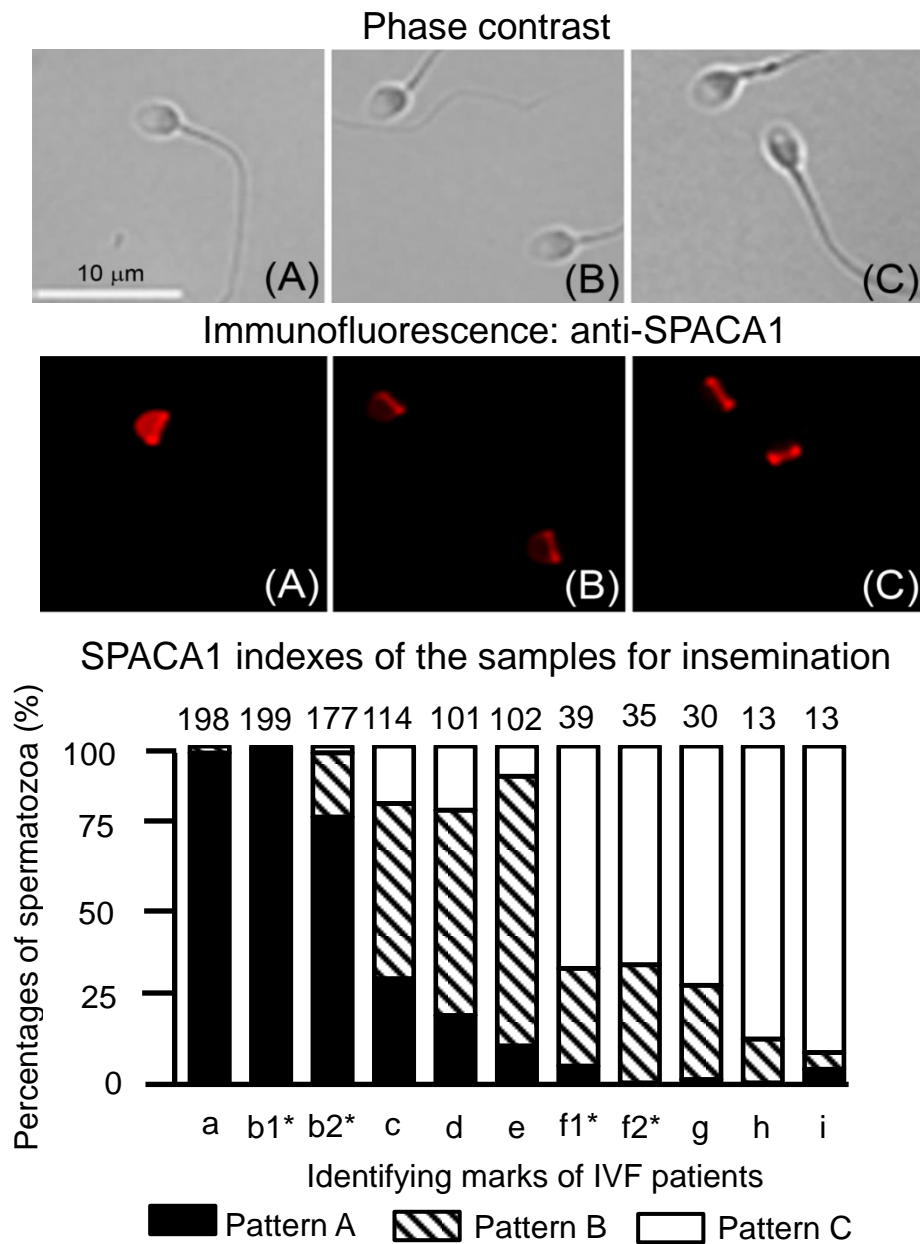 Phase contrast
10 μm
(A)
(B)
(C)
Immunofluorescence: anti-SPACA1
(A)
(B)
(C)
SPACA1 indexes of the samples for insemination
Percentages of spermatozoa (%)
198 199 177 114 101 102 39 35 30 13 13
100
75
50
25
0
a b1* b2* c d e f1* f2* g h i
Identifying marks of IVF patients
Pattern A Pattern B Pattern C